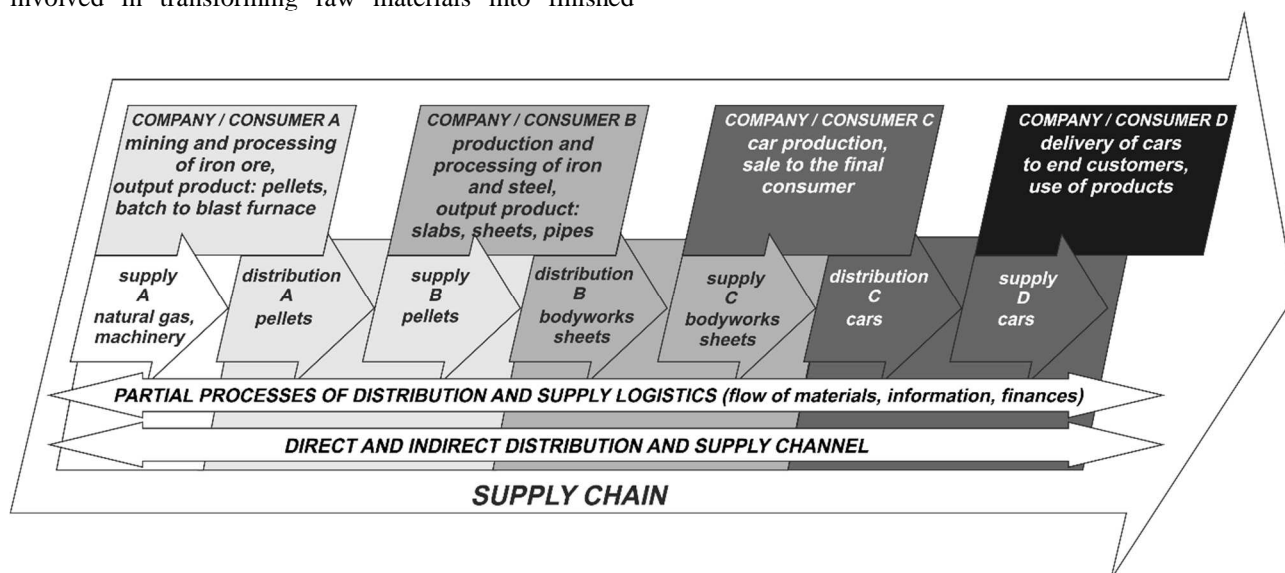 involved in transforming raw materials into finished
COMPANY / CONSUMER A
mining and processing
of iron ore,
output product: pellets,
batch to blast furnace
COMPANY / CONSUMER B
production and
processing of iron
and steel,
output product:
slabs, sheets, pipes
COMPANY / CONSUMER C
car production,
sale to the final
consumer
COMPANY / CONSUMER D
delivery of cars
to end customers,
use of products
supply
A
natural gas,
machinery
distribution
A
pellets
supply
B
pellets
distribution
B
bodyworks
sheets
supply
C
bodyworks
sheets
distribution
C
cars
supply
D
cars
PARTIAL PROCESSES OF DISTRIBUTION AND SUPPLY LOGISTICS (flow of materials, information, finances)
DIRECT AND INDIRECT DISTRIBUTION AND SUPPLY CHANNEL
SUPPLY CHAIN